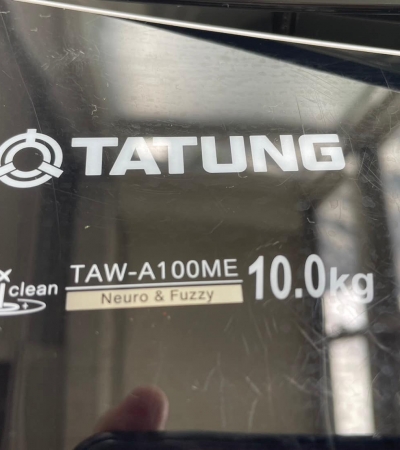 TATUNG
x
clean
TAW-A100ME
10.0kg
Neuro & Fuzzy